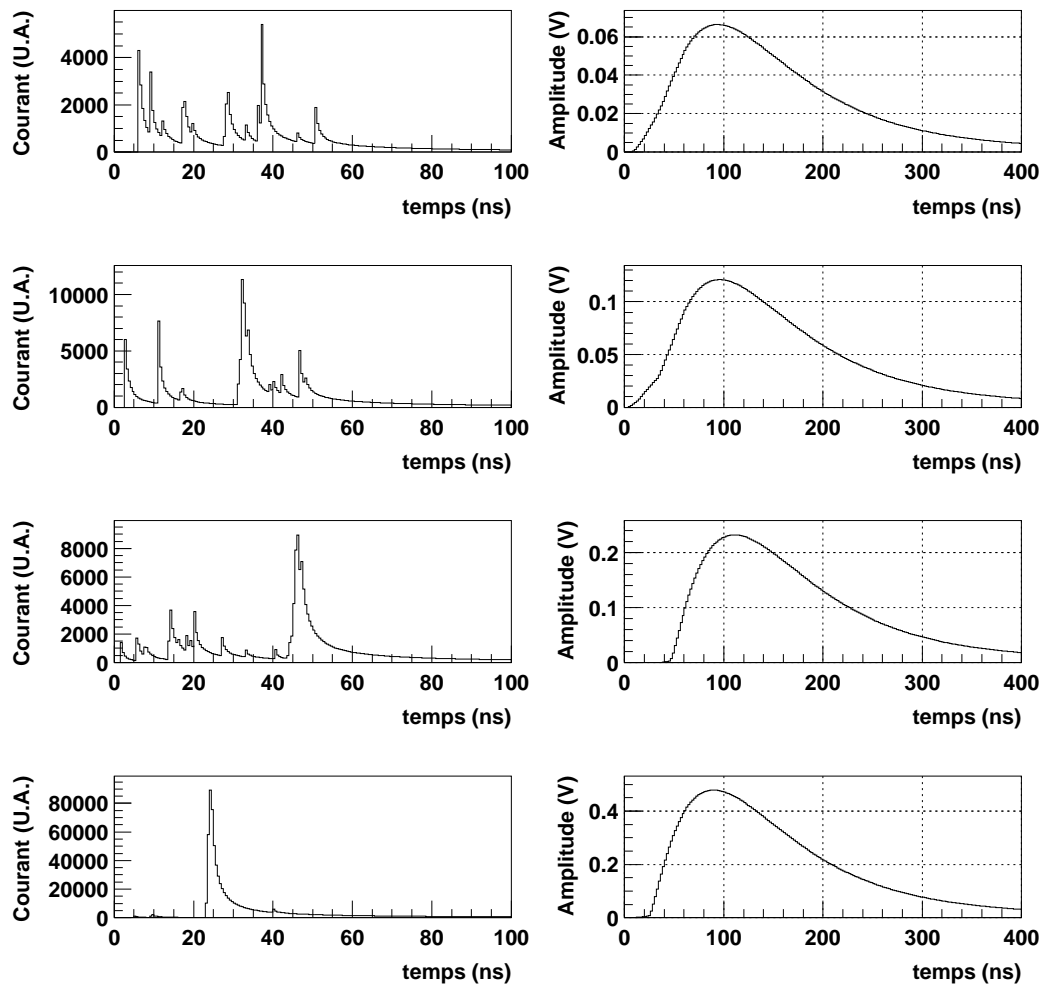 Courant (U.A.)
4000
2000
0
0 20 40 60 80 100
temps (ns)
Amplitude (V)
0.06
0.04
0.02
0
0 100 200 300 400
temps (ns)
Courant (U.A.)
10000
5000
0
0 20 40 60 80 100
temps (ns)
Amplitude (V)
0.1
0.05
0
0 100 200 300 400
temps (ns)
Courant (U.A.)
8000
6000
4000
2000
0
0 20 40 60 80 100
temps (ns)
Amplitude (V)
0.2
0.1
0
0 100 200 300 400
temps (ns)
Courant (U.A.)
80000
60000
40000
20000
0
0 20 40 60 80 100
temps (ns)
Amplitude (V)
0.4
0.2
0
0 100 200 300 400
temps (ns)